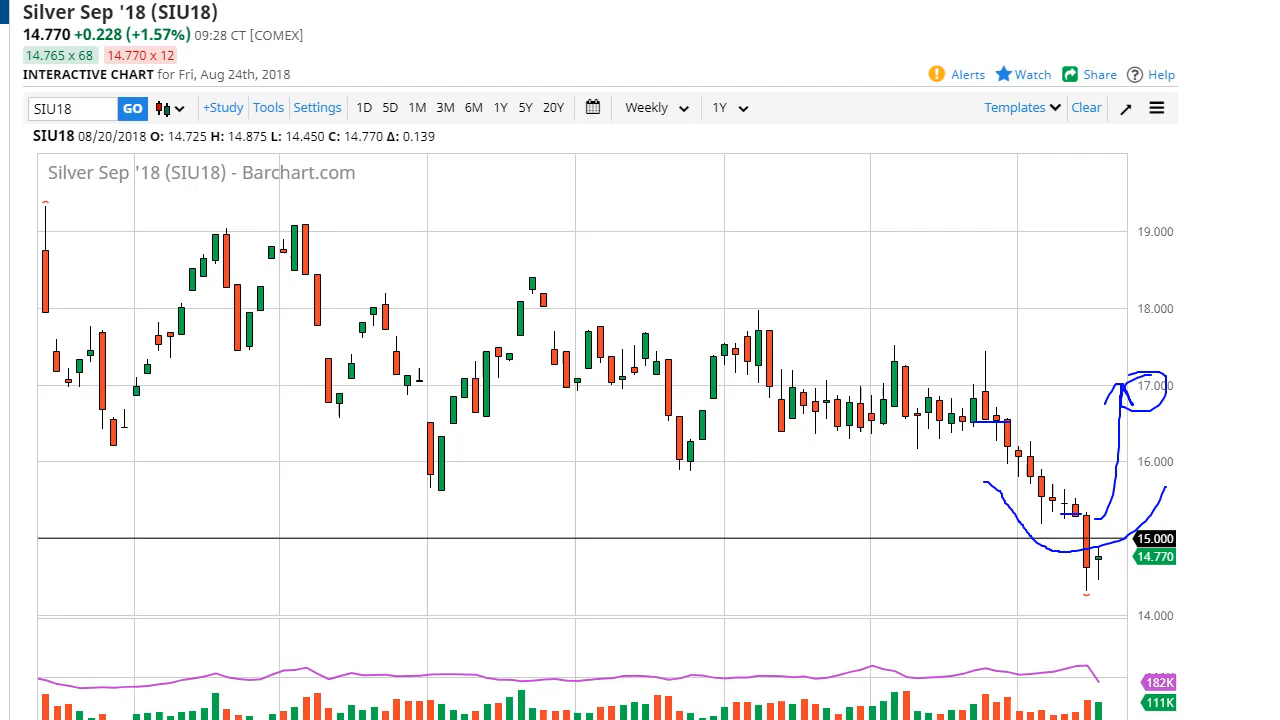 Silver Sep '18 (SIU18)
14.770 +0.228 (+1.57%) 09:28 CT [COMEX]
14.765 x 68 14.770 x 12
INTERACTIVE CHART for Fri, Aug 24th, 2018
Alerts Watch Share Help
SIU18 GO +Study Tools Settings 1D 5D 1M 3M 6M 1Y 5Y 20Y Weekly 1Y Templates Clear
SIU18 08/20/2018 O: 14.725 H: 14.875 L: 14.450 C: 14.770 Δ: 0.139
Silver Sep '18 (SIU18) - Barchart.com
19.000
18.000
17.000
16.000
15.000
14.770
14.000
182K
111K